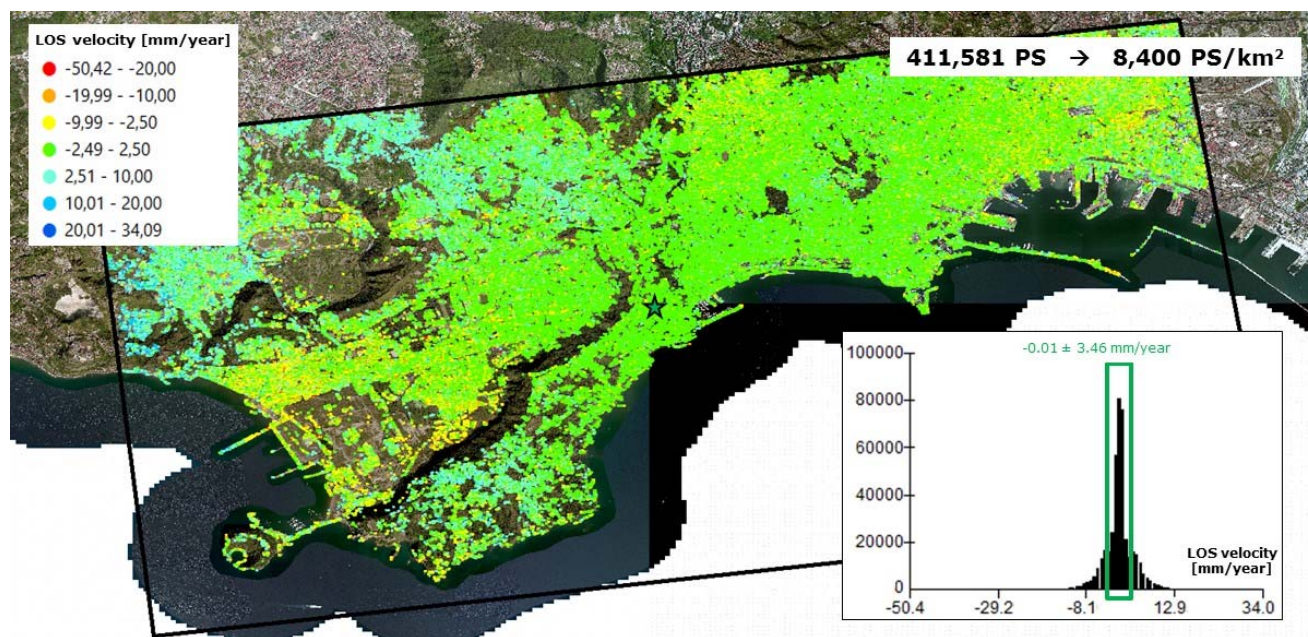 LOS velocity [mm/year]
-50,42 - -20,00
-19,99 - -10,00
-9,99 - -2,50
-2,49 - 2,50
2,51 - 10,00
10,01 - 20,00
20,01 - 34,09
411,581 PS → 8,400 PS/km²
-0.01 ± 3.46 mm/year
100000
80000
60000
40000
20000
0
LOS velocity
[mm/year]
-50.4 -29.2 -8.1 12.9 34.0